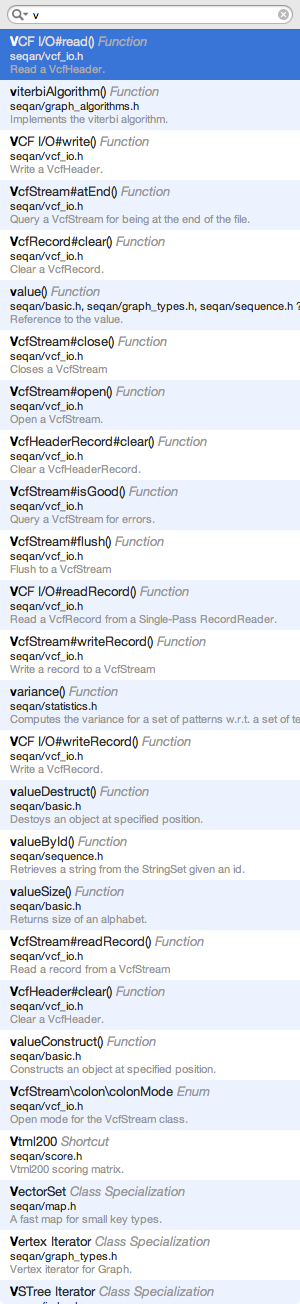 v
VCF I/O#read() Function
seqan/vcf_io.h
Read a VcfHeader.
viterbiAlgorithm() Function
seqan/graph_algorithms.h
Implements the viterbi algorithm.
VCF I/O#write() Function
seqan/vcf_io.h
Write a VcfHeader.
VcfStream#atEnd() Function
seqan/vcf_io.h
Query a VcfStream for being at the end of the file.
VcfRecord#clear() Function
seqan/vcf_io.h
Clear a VcfRecord.
value() Function
seqan/basic.h, seqan/graph_types.h, seqan/sequence.h ?
Reference to the value.
VcfStream#close() Function
seqan/vcf_io.h
Closes a VcfStream
VcfStream#open() Function
seqan/vcf_io.h
Open a VcfStream.
VcfHeaderRecord#clear() Function
seqan/vcf_io.h
Clear a VcfHeaderRecord.
VcfStream#isGood() Function
seqan/vcf_io.h
Query a VcfStream for errors.
VcfStream#flush() Function
seqan/vcf_io.h
Flush to a VcfStream
VCF I/O#readRecord() Function
seqan/vcf_io.h
Read a VcfRecord from a Single-Pass RecordReader.
VcfStream#writeRecord() Function
seqan/vcf_io.h
Write a record to a VcfStream
variance() Function
seqan/statistics.h
Computes the variance for a set of patterns w.r.t. a set of te
VCF I/O#writeRecord() Function
seqan/vcf_io.h
Write a VcfRecord.
valueDestruct() Function
seqan/basic.h
Destoys an object at specified position.
valueById() Function
seqan/sequence.h
Retrieves a string from the StringSet given an id.
valueSize() Function
seqan/basic.h
Returns size of an alphabet.
VcfStream#readRecord() Function
seqan/vcf_io.h
Read a record from a VcfStream
VcfHeader#clear() Function
seqan/vcf_io.h
Clear a VcfHeader.
valueConstruct() Function
seqan/basic.h
Constructs an object at specified position.
VcfStream\colon\colonMode Enum
seqan/vcf_io.h
Open mode for the VcfStream class.
Vtml200 Shortcut
seqan/score.h
Vtml200 scoring matrix.
VectorSet Class Specialization
seqan/map.h
A fast map for small key types.
Vertex Iterator Class Specialization
seqan/graph_types.h
Vertex iterator for Graph.
VSTree Iterator Class Specialization